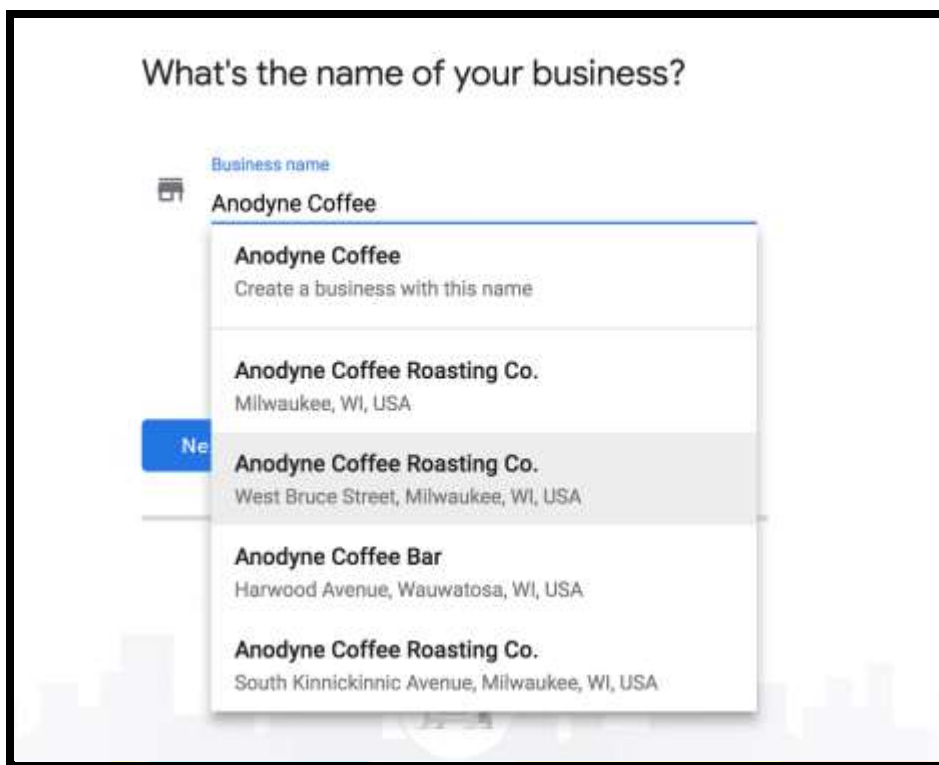 What's the name of your business?
Business name
Anodyne Coffee
Anodyne Coffee
Create a business with this name
Anodyne Coffee Roasting Co.
Milwaukee, WI, USA
Ne
Anodyne Coffee Roasting Co.
West Bruce Street, Milwaukee, WI, USA
Anodyne Coffee Bar
Harwood Avenue, Wauwatosa, WI, USA
Anodyne Coffee Roasting Co.
South Kinnickinnic Avenue, Milwaukee, WI, USA